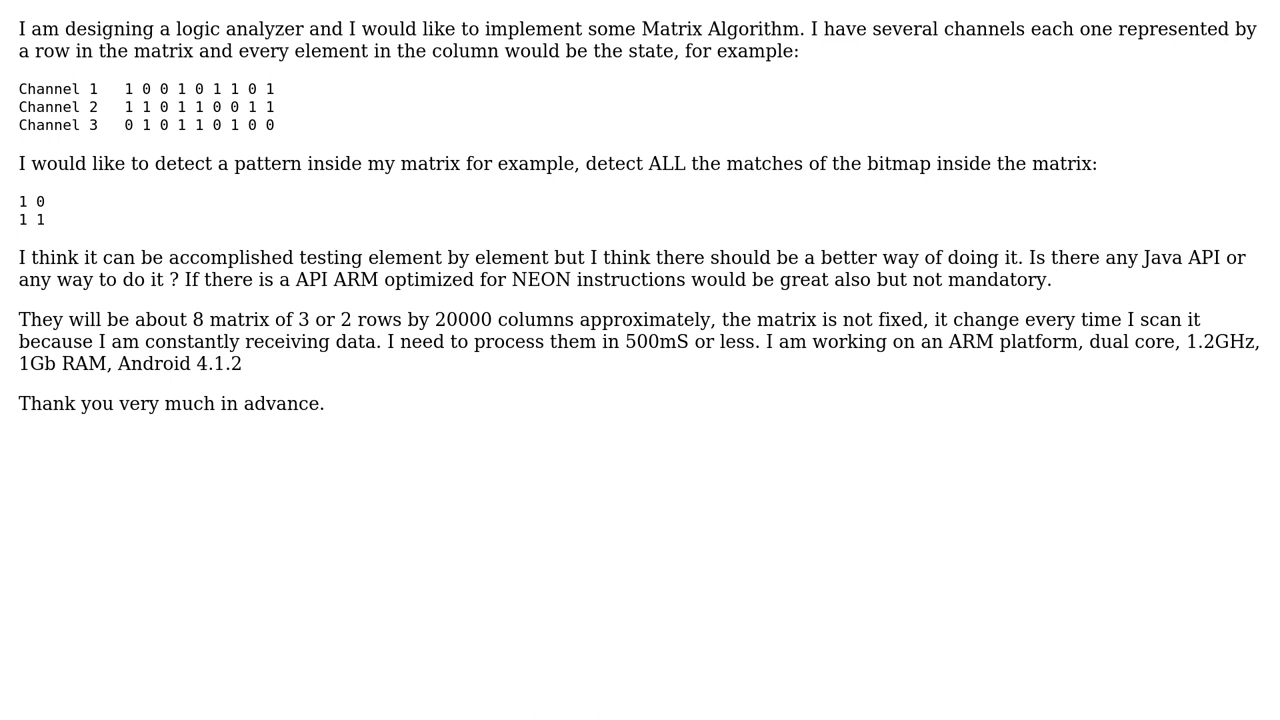 I am designing a logic analyzer and I would like to implement some Matrix Algorithm. I have several channels each one represented by
a row in the matrix and every element in the column would be the state, for example:
Channel 1   1 0 0 1 0 1 1 0 1
Channel 2   1 1 0 1 1 0 0 1 1
Channel 3   0 1 0 1 1 0 1 0 0
I would like to detect a pattern inside my matrix for example, detect ALL the matches of the bitmap inside the matrix:
1 0
1 1
I think it can be accomplished testing element by element but I think there should be a better way of doing it. Is there any Java API or
any way to do it ? If there is a API ARM optimized for NEON instructions would be great also but not mandatory.
They will be about 8 matrix of 3 or 2 rows by 20000 columns approximately, the matrix is not fixed, it change every time I scan it
because I am constantly receiving data. I need to process them in 500mS or less. I am working on an ARM platform, dual core, 1.2GHz,
1Gb RAM, Android 4.1.2
Thank you very much in advance.